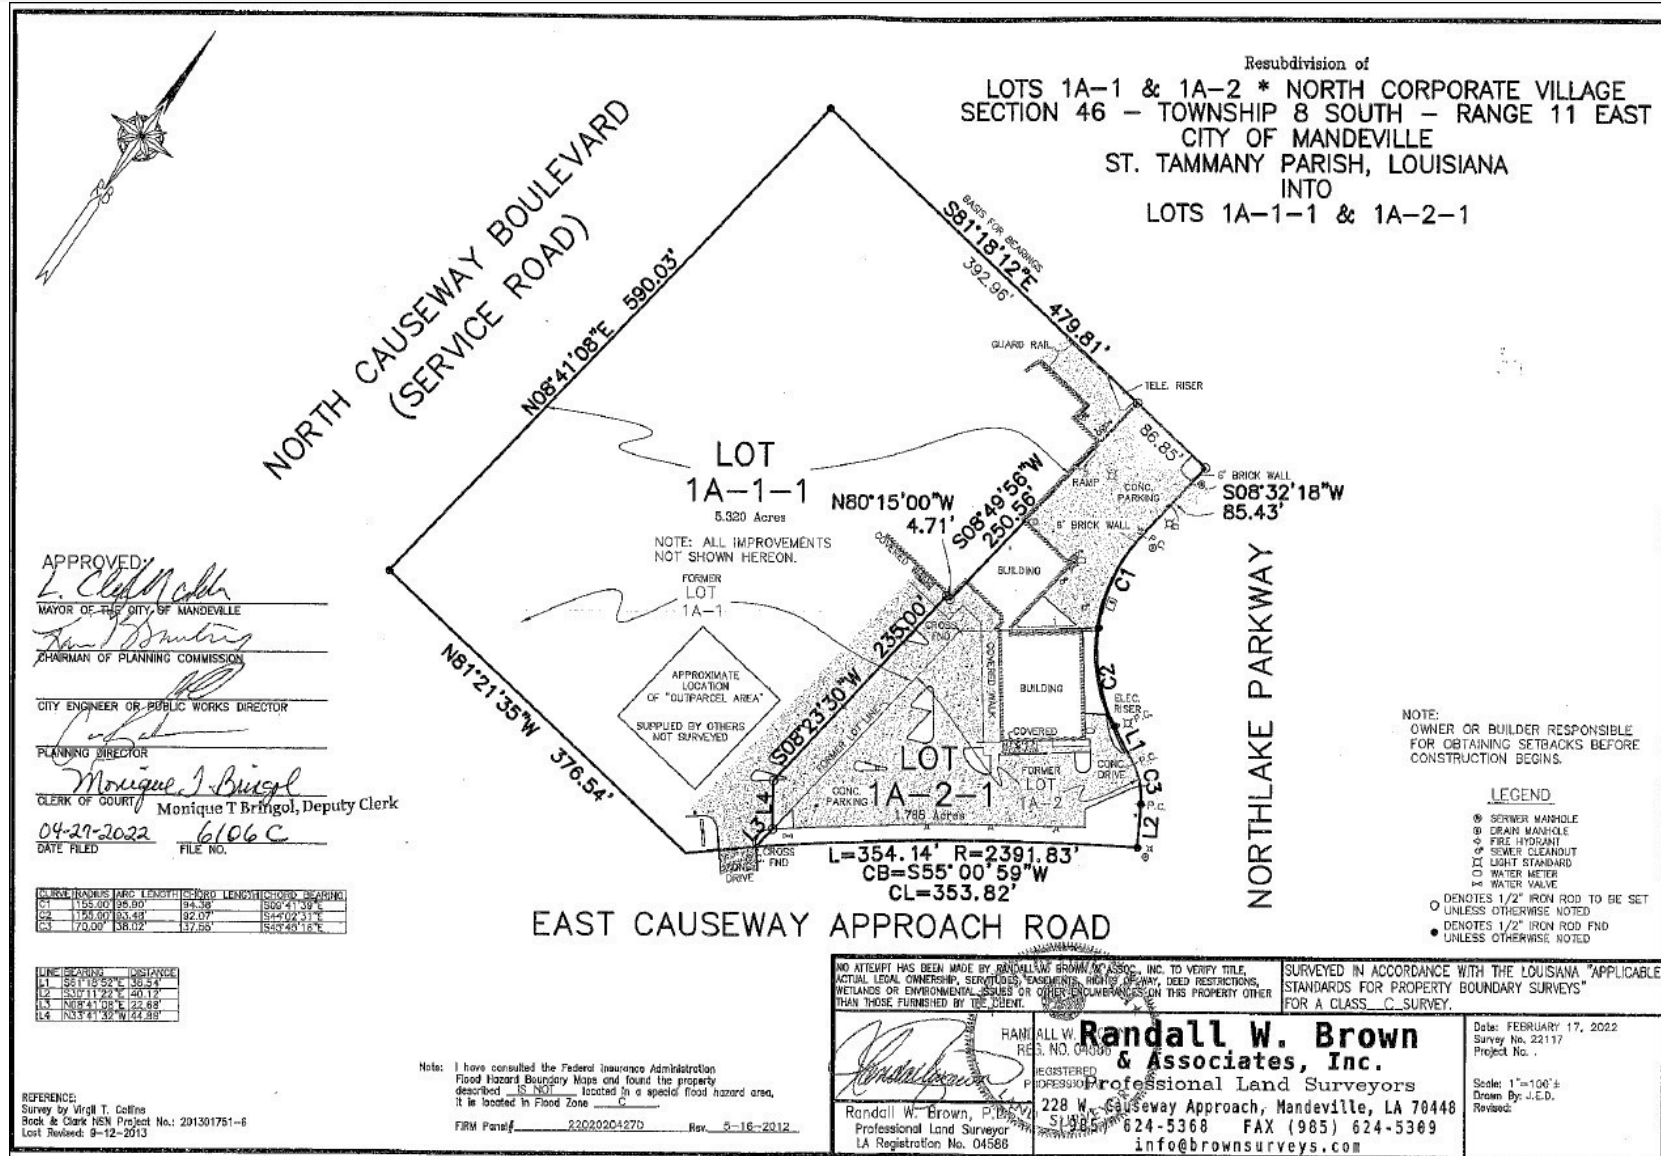 Resubdivision of
LOTS 1A-1 & 1A-2 * NORTH CORPORATE VILLAGE
SECTION 46 - TOWNSHIP 8 SOUTH - RANGE 11 EAST
CITY OF MANDEVILLE
ST. TAMMANY PARISH, LOUISIANA
INTO
LOTS 1A-1-1 & 1A-2-1
NORTH CAUSEWAY BOULEVARD
(SERVICE ROAD)
N08°41'08"E 590.03'
BASIS FOR BEARINGS
S81°18'12"E 479.81'
392.96'
GUARD RAIL
TELE. RISER
86.85'
6' BRICK WALL
S08°32'18"W
85.43'
LOT
1A-1-1
5.320 Acres
NOTE: ALL IMPROVEMENTS
NOT SHOWN HEREON.
FORMER
LOT
1A-1
N80°15'00"W
4.71'
S08°49'56"W
250.56'
RAMP
CONC.
PARKING
6' BRICK WALL
P.C.
BUILDING
C1
COVERED WALK
CROSS
FND
S08°23'30"W 235.00'
FORMER LOT LINE
COVERED WALK
BUILDING
C2
ELEC.
RISER
P.C.
L1
APPROXIMATE
LOCATION
OF "OUTPARCEL AREA"
SUPPLIED BY OTHERS
NOT SURVEYED
N81°21'35"W 376.54'
COVERED
LOT
1A-2-1
1.785 Acres
FORMER
LOT
1A-2
CONC.
PARKING
CONC.
DRIVE
P.C.
C3
P.C.
L2
L4
L3
CROSS
FND
DRIVE
L=354.14' R=2391.83'
CB=S55°00'59"W
CL=353.82'
EAST CAUSEWAY APPROACH ROAD
NORTHLAKE PARKWAY
APPROVED:
MAYOR OF THE CITY OF MANDEVILLE
CHAIRMAN OF PLANNING COMMISSION
CITY ENGINEER OR PUBLIC WORKS DIRECTOR
PLANNING DIRECTOR
Monique T. Bringol
CLERK OF COURT Monique T Bringol, Deputy Clerk
04-27-2022 6106 C
DATE FILED FILE NO.
CURVE RADIUS ARC LENGTH CHORD LENGTH CHORD BEARING
C1 155.00' 95.90' 94.38' S09°41'39"E
C2 155.00' 93.48' 92.07' S44°02'31"E
C3 70.00' 38.02' 37.56' S45°45'16"E
LINE BEARING DISTANCE
L1 S61°18'52"E 36.54'
L2 S30°11'22"E 40.12'
L3 N08°41'08"E 22.68'
L4 N33°41'32"W 44.88'
NOTE:
OWNER OR BUILDER RESPONSIBLE
FOR OBTAINING SETBACKS BEFORE
CONSTRUCTION BEGINS.
LEGEND
SERWER MANHOLE
DRAIN MANHOLE
FIRE HYDRANT
SEWER CLEANOUT
LIGHT STANDARD
WATER METER
WATER VALVE
DENOTES 1/2" IRON ROD TO BE SET
UNLESS OTHERWISE NOTED
DENOTES 1/2" IRON ROD FND
UNLESS OTHERWISE NOTED
REFERENCE:
Survey by Virgil T. Collins
Bock & Clark NSN Project No.: 201301751-6
Last Revised: 9-12-2013
Note: I have consulted the Federal Insurance Administration
Flood Hazard Boundary Maps and found the property
described IS NOT located in a special flood hazard area,
it is located in Flood Zone C
FIRM Panel# 2202020427D Rev. 5-16-2012
NO ATTEMPT HAS BEEN MADE BY RANDALL W. BROWN & ASSOC., INC. TO VERIFY TITLE,
ACTUAL LEGAL OWNERSHIP, SERVITUDES, EASEMENTS, RIGHTS OF WAY, DEED RESTRICTIONS,
WETLANDS OR ENVIRONMENTAL ISSUES OR OTHER ENCUMBRANCES ON THIS PROPERTY OTHER
THAN THOSE FURNISHED BY THE CLIENT.
SURVEYED IN ACCORDANCE WITH THE LOUISIANA "APPLICABLE
STANDARDS FOR PROPERTY BOUNDARY SURVEYS"
FOR A CLASS C SURVEY.
Randall W. Brown, P.L.S.
Professional Land Surveyor
LA Registration No. 04586
RANDALL W.
REG. NO. 04586
REGISTERED
Randall W. Brown
& Associates, Inc.
Professional Land Surveyors
228 W. Causeway Approach, Mandeville, LA 70448
(985) 624-5368 FAX (985) 624-5309
info@brownsurveys.com
Date: FEBRUARY 17, 2022
Survey No. 22117
Project No. .
Scale: 1"=100'±
Drawn By: J.E.D.
Revised: